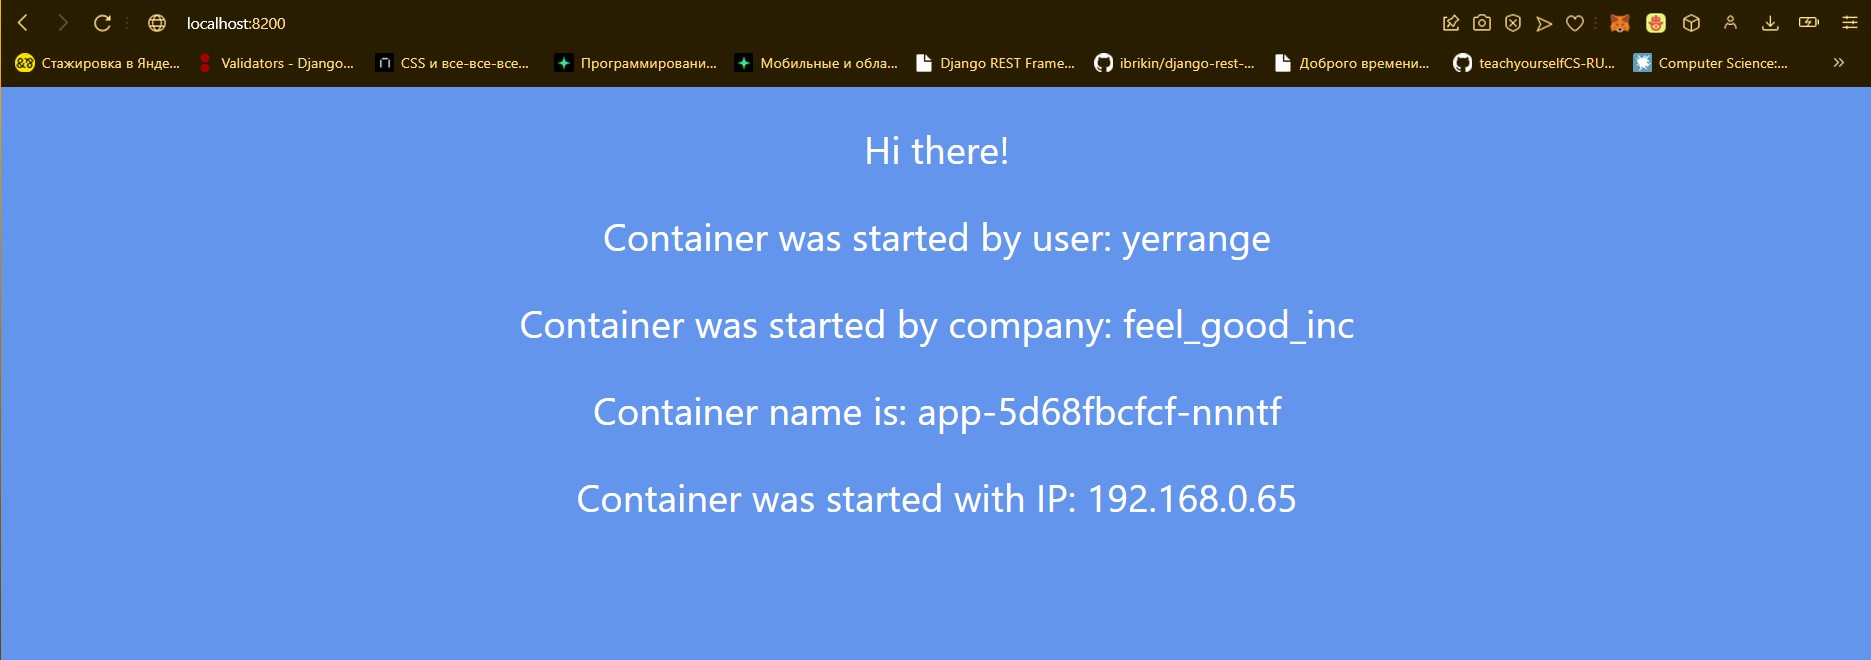 localhost:8200
Стажировка в Янде... Validators - Django... CSS и все-все-все... Программировани... Мобильные и обла... Django REST Frame... ibrikin/django-rest-... Доброго времени... teachyourselfCS-RU... Computer Science:... »
Hi there!
Container was started by user: yerrange
Container was started by company: feel_good_inc
Container name is: app-5d68fbcfcf-nnntf
Container was started with IP: 192.168.0.65